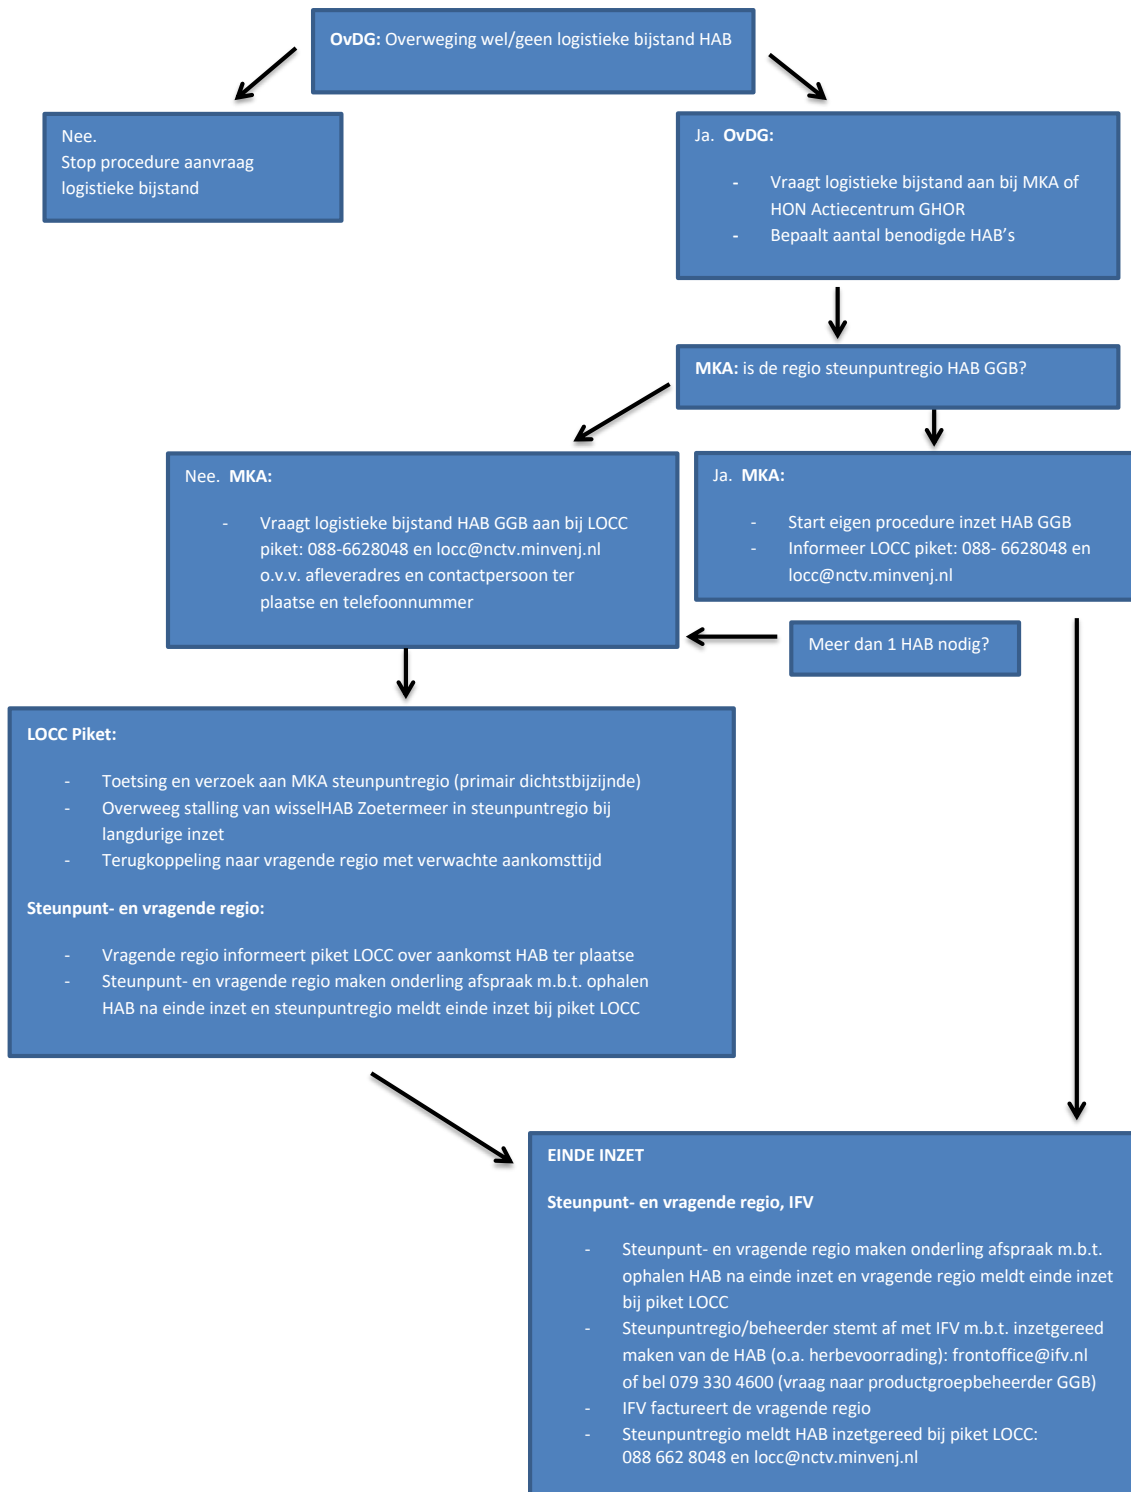 OvDG: Overweging wel/geen logistieke bijstand HAB
Nee.
Stop procedure aanvraag
logistieke bijstand
Ja. OvDG:
- Vraagt logistieke bijstand aan bij MKA of
HON Actiecentrum GHOR
- Bepaalt aantal benodigde HAB’s
MKA: is de regio steunpuntregio HAB GGB?
Nee. MKA:
- Vraagt logistieke bijstand HAB GGB aan bij LOCC
piket: 088-6628048 en locc@nctv.minvenj.nl
o.v.v. afleveradres en contactpersoon ter
plaatse en telefoonnummer
Ja. MKA:
- Start eigen procedure inzet HAB GGB
- Informeer LOCC piket: 088- 6628048 en
locc@nctv.minvenj.nl
Meer dan 1 HAB nodig?
LOCC Piket:
- Toetsing en verzoek aan MKA steunpuntregio (primair dichtstbijzijnde)
- Overweeg stalling van wisselHAB Zoetermeer in steunpuntregio bij
langdurige inzet
- Terugkoppeling naar vragende regio met verwachte aankomsttijd
Steunpunt- en vragende regio:
- Vragende regio informeert piket LOCC over aankomst HAB ter plaatse
- Steunpunt- en vragende regio maken onderling afspraak m.b.t. ophalen
HAB na einde inzet en steunpuntregio meldt einde inzet bij piket LOCC
EINDE INZET
Steunpunt- en vragende regio, IFV
- Steunpunt- en vragende regio maken onderling afspraak m.b.t.
ophalen HAB na einde inzet en vragende regio meldt einde inzet
bij piket LOCC
- Steunpuntregio/beheerder stemt af met IFV m.b.t. inzetgereed
maken van de HAB (o.a. herbevoorrading): frontoffice@ifv.nl
of bel 079 330 4600 (vraag naar productgroepbeheerder GGB)
- IFV factureert de vragende regio
- Steunpuntregio meldt HAB inzetgereed bij piket LOCC:
088 662 8048 en locc@nctv.minvenj.nl